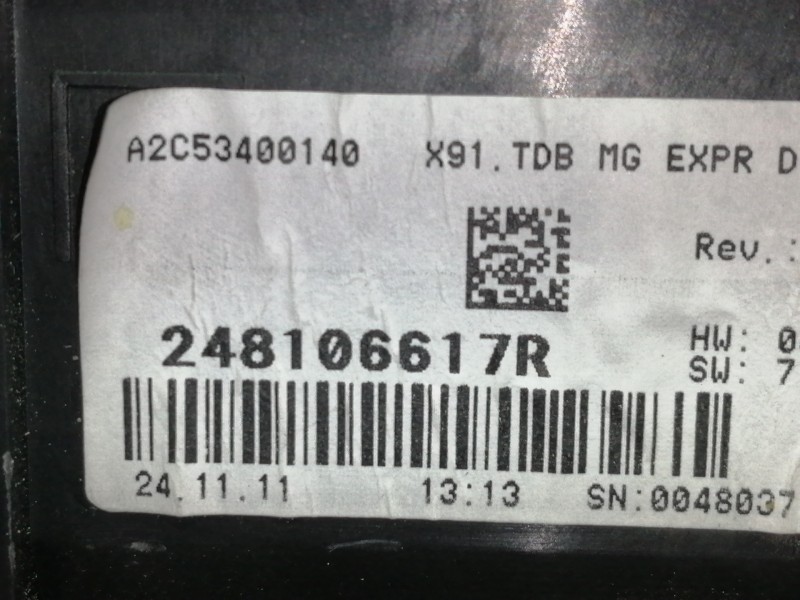 A2C53400140 X91.TDB MG EXPR D
Rev.:
248106617R
HW: 0
SW: 7
24.11.11 13:13 SN:0048037